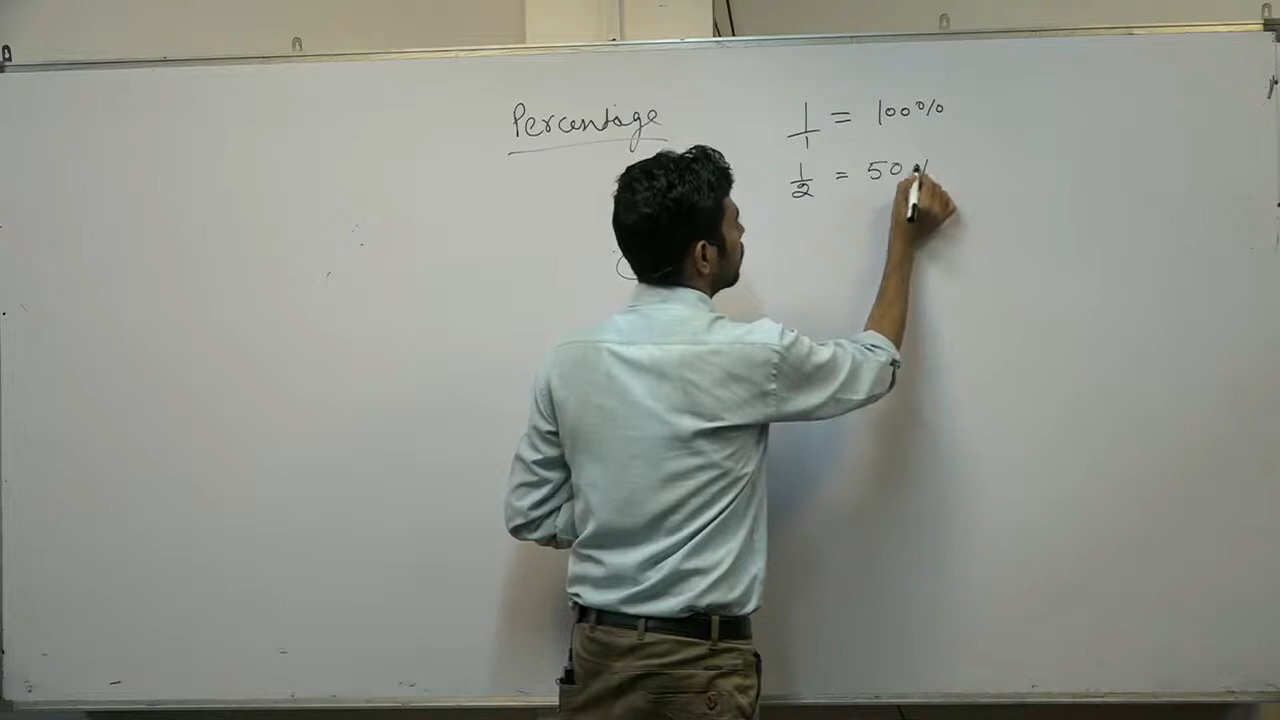 Percentage
1/1 = 100%
1/2 = 50%